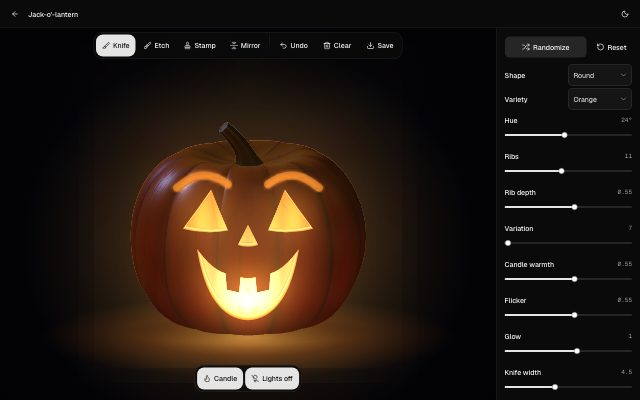 Jack-o'-lantern
Knife Etch Stamp Mirror Undo Clear Save
Randomize Reset
Shape Round
Variety Orange
Hue 24°
Ribs 11
Rib depth 0.55
Variation 7
Candle warmth 0.55
Flicker 0.55
Glow 1
Knife width 4.5
Candle Lights off